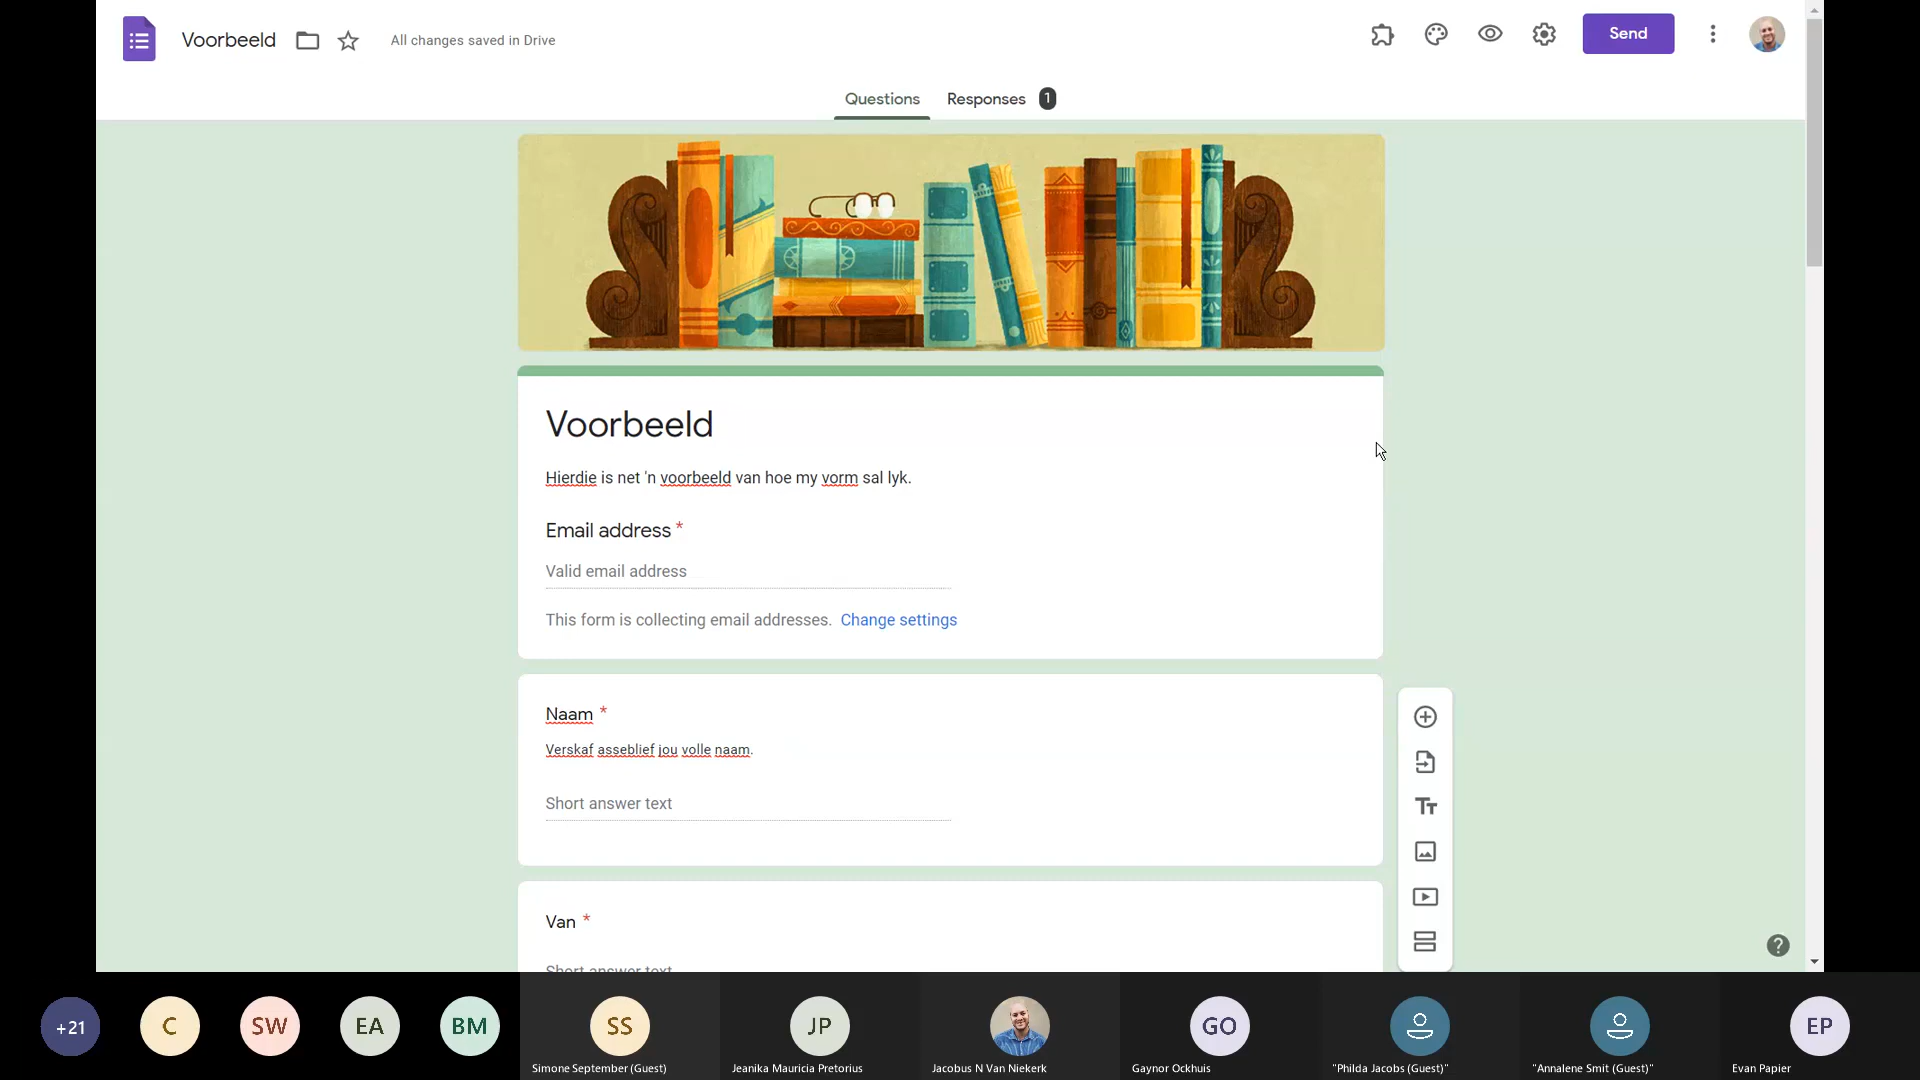 Voorbeeld
All changes saved in Drive
Send
Questions
Responses 1
Voorbeeld
Hierdie is net 'n voorbeeld van hoe my vorm sal lyk.
Email address *
Valid email address
This form is collecting email addresses. Change settings
Naam *
Verskaf asseblief jou volle naam.
Short answer text
Van *
Short answer text
+21
C
SW
EA
BM
SS
JP
GO
EP
Simone September (Guest)
Jeanika Mauricia Pretorius
Jacobus N Van Niekerk
Gaynor Ockhuis
"Philda Jacobs (Guest)"
"Annalene Smit (Guest)"
Evan Papier